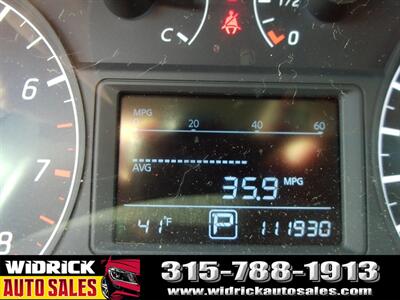 C
1/2
0
MPG
0 20 40 60
AVG
35.9 MPG
41°F P 111930
6
7
8
WIDRICK
AUTO SALES
315-788-1913
www.widrickautosales.com